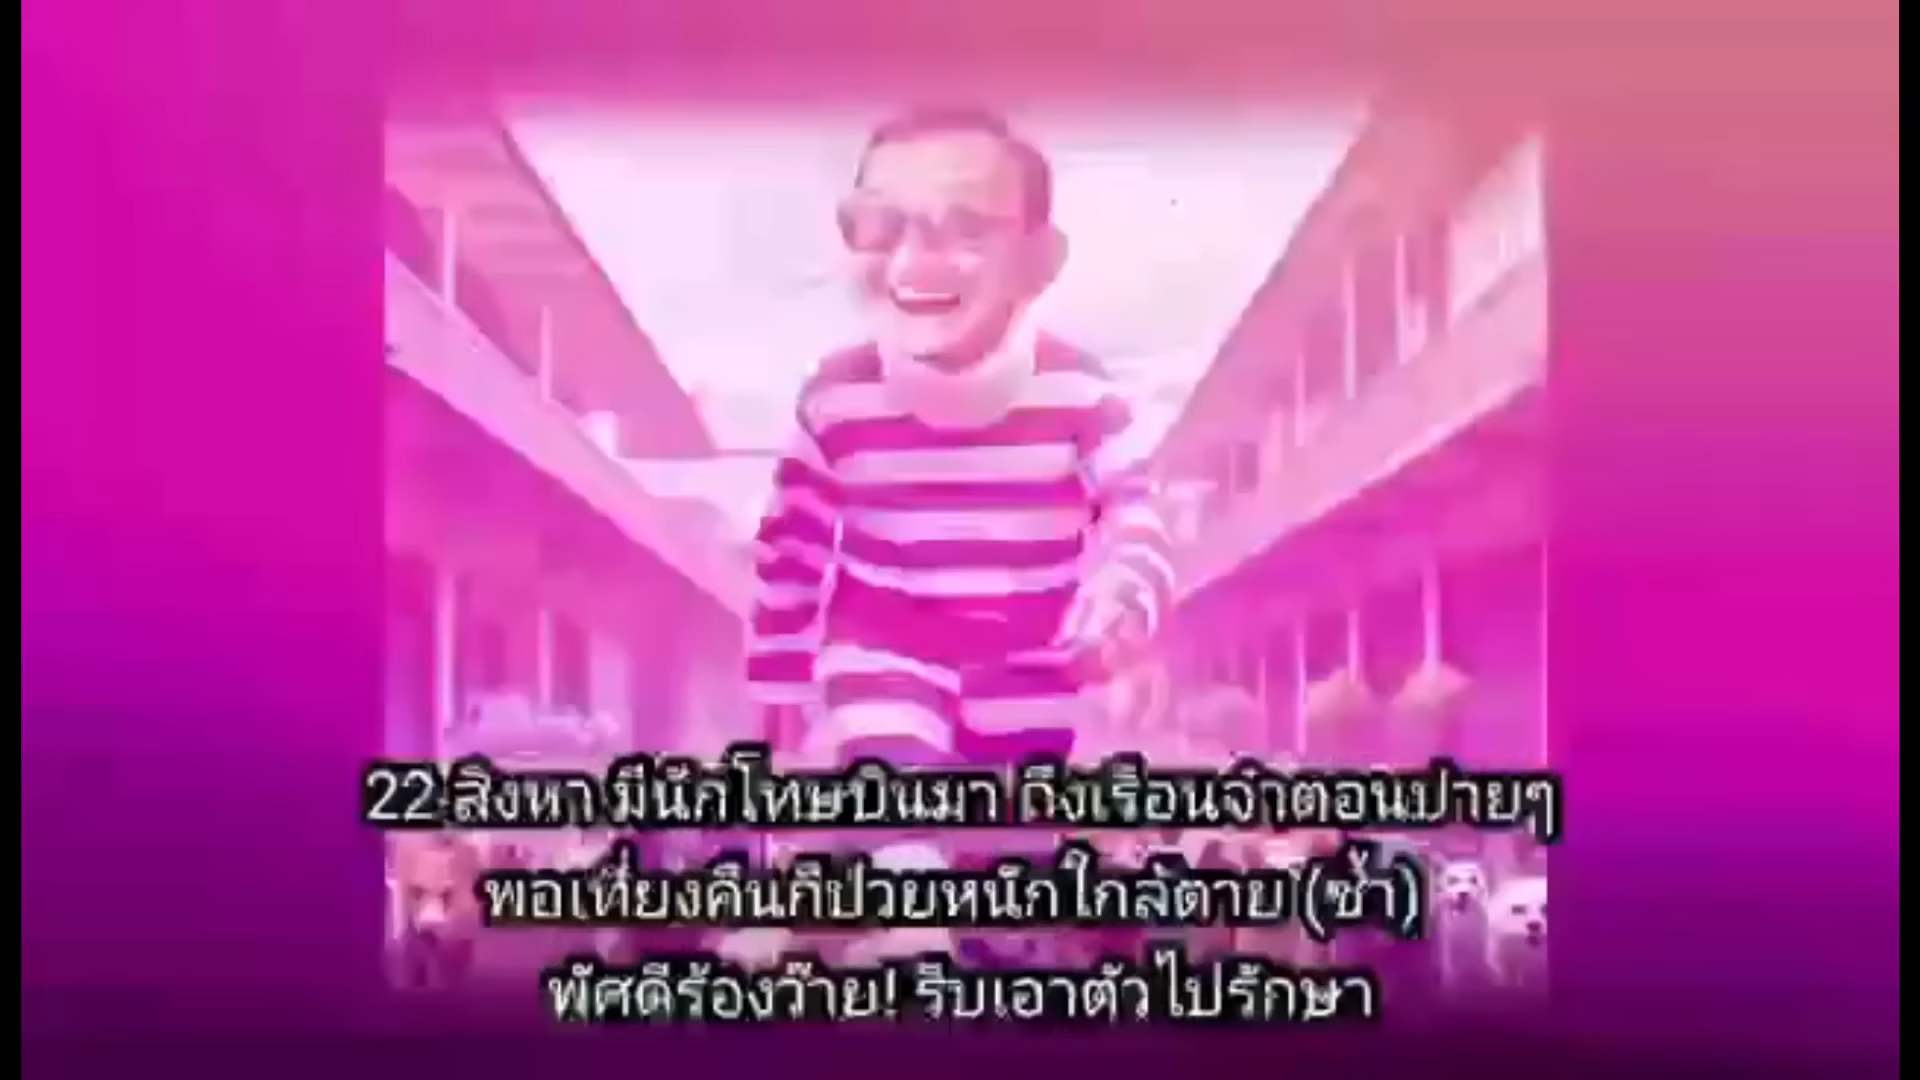 22 สิงหา มีนักโทษบินมา ถึงเรือนจำตอนบ่ายๆ
พอเที่ยงคืนก็ป่วยหนักใกล้ตาย (ซ้ำ)
พัศดีร้องว๊าย! รีบเอาตัวไปรักษา